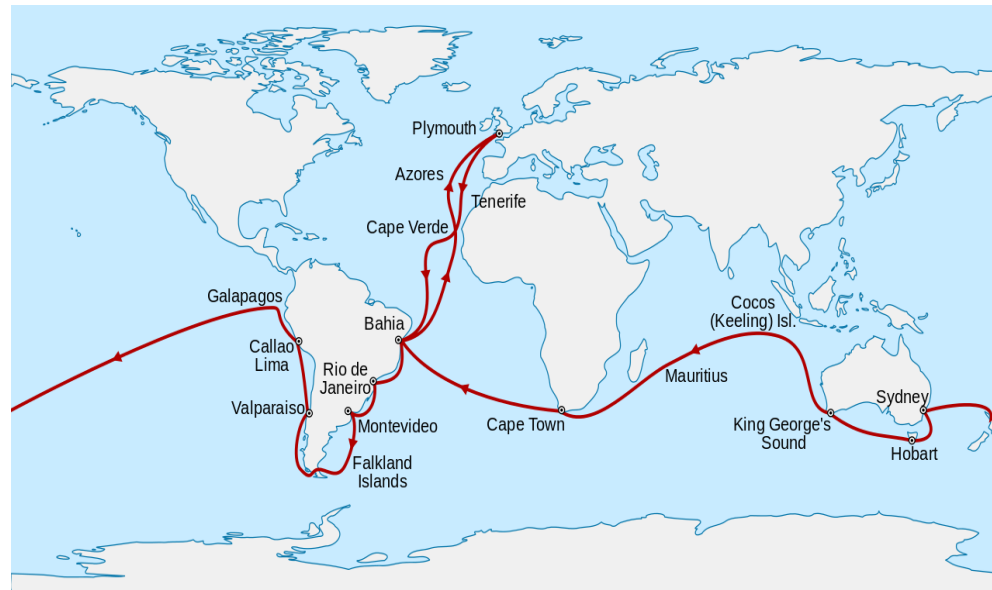 Plymouth
Azores
Tenerife
Cape Verde
Galapagos
Cocos
(Keeling) Isl.
Bahia
Callao
Lima
Rio de
Janeiro
Mauritius
Sydney
Valparaiso
Montevideo
Cape Town
King George's
Sound
Hobart
Falkland
Islands